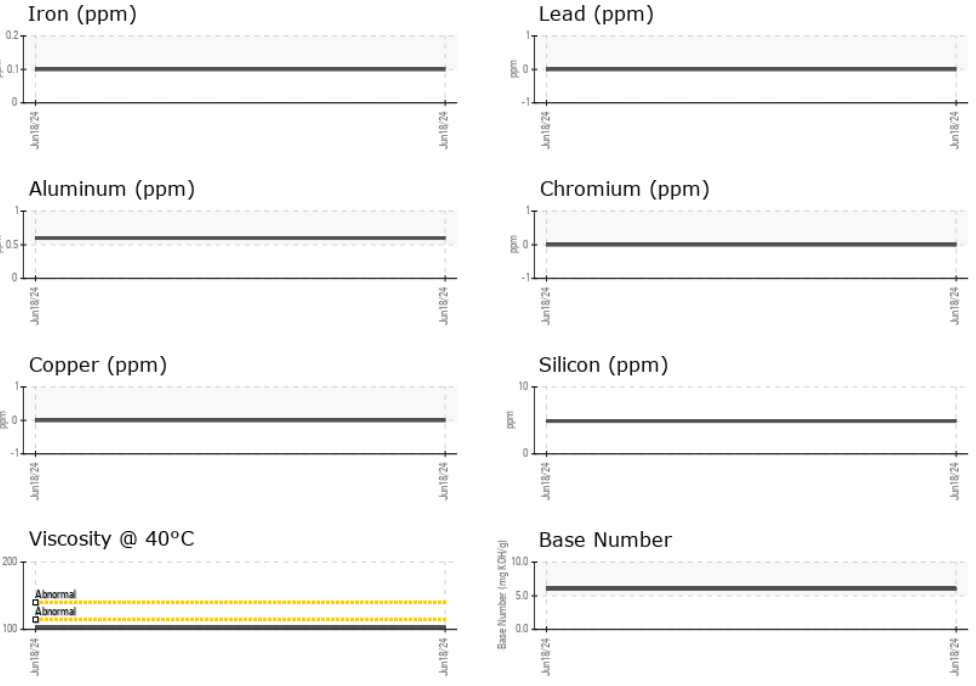 Iron (ppm)
0.2
0.1
0
ppm
Jun18/24
Jun18/24
Lead (ppm)
1
0
-1
ppm
Jun18/24
Jun18/24
Aluminum (ppm)
1
0.5
0
ppm
Jun18/24
Jun18/24
Chromium (ppm)
1
0
-1
ppm
Jun18/24
Jun18/24
Copper (ppm)
1
0
-1
ppm
Jun18/24
Jun18/24
Silicon (ppm)
10
0
ppm
Jun18/24
Jun18/24
Viscosity @ 40°C
200
100
Abnormal
Abnormal
Jun18/24
Jun18/24
Base Number
10.0
5.0
0.0
Base Number (mg KOH/g)
Jun18/24
Jun18/24